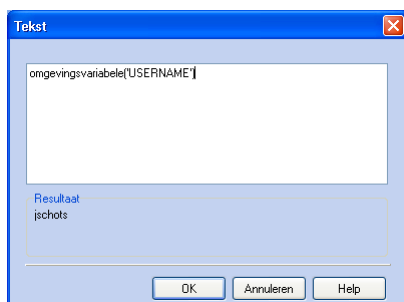 Tekst
omgevingsvariabele("USERNAME")
Resultaat
jschots
OK
Annuleren
Help